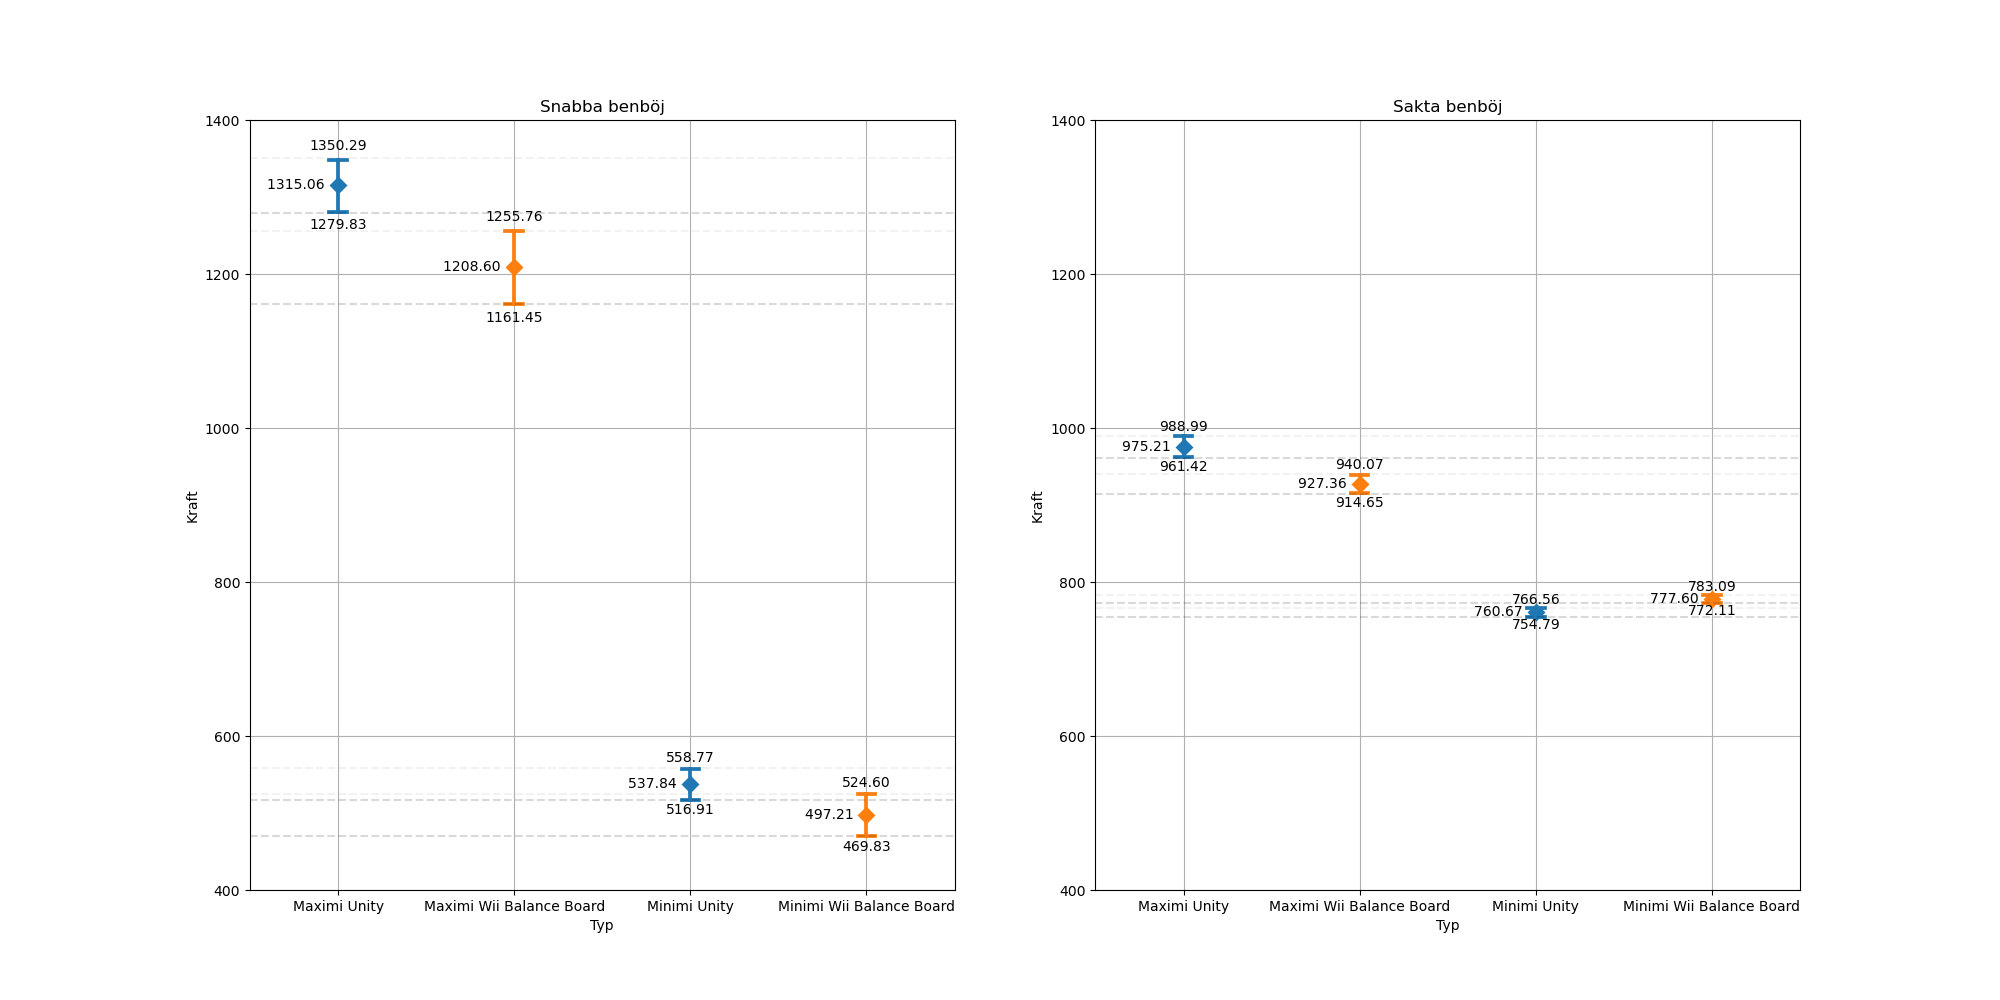 Snabba benböj
1400
1200
1000
800
600
400
Kraft
1350.29
1315.06
1279.83
1255.76
1208.60
1161.45
558.77
537.84
516.91
524.60
497.21
469.83
Maximi Unity
Maximi Wii Balance Board
Minimi Unity
Minimi Wii Balance Board
Typ
Sakta benböj
1400
1200
1000
800
600
400
Kraft
988.99
975.21
961.42
940.07
927.36
914.65
766.56
760.67
754.79
783.09
777.60
772.11
Maximi Unity
Maximi Wii Balance Board
Minimi Unity
Minimi Wii Balance Board
Typ